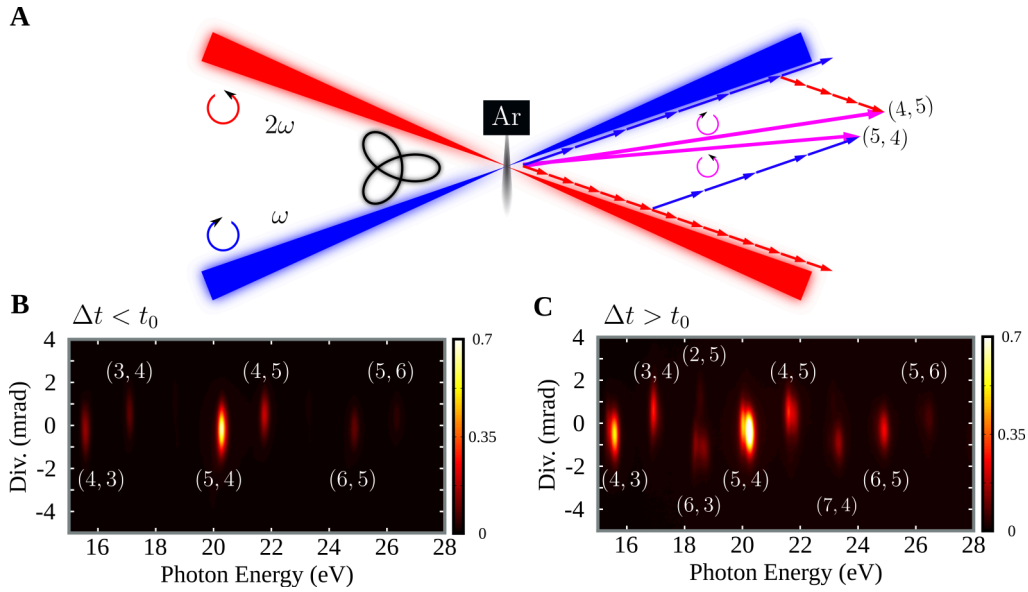 A
2ω
ω
Ar
(4, 5)
(5, 4)
B
Δt < t₀
4
2
0
-2
-4
Div. (mrad)
(3, 4)
(4, 5)
(5, 6)
(4, 3)
(5, 4)
(6, 5)
16 18 20 22 24 26 28
Photon Energy (eV)
0.7
0.35
0
C
Δt > t₀
4
2
0
-2
-4
Div. (mrad)
(2, 5)
(3, 4)
(4, 5)
(5, 6)
(4, 3)
(5, 4)
(6, 5)
(6, 3)
(7, 4)
16 18 20 22 24 26 28
Photon Energy (eV)
0.7
0.35
0